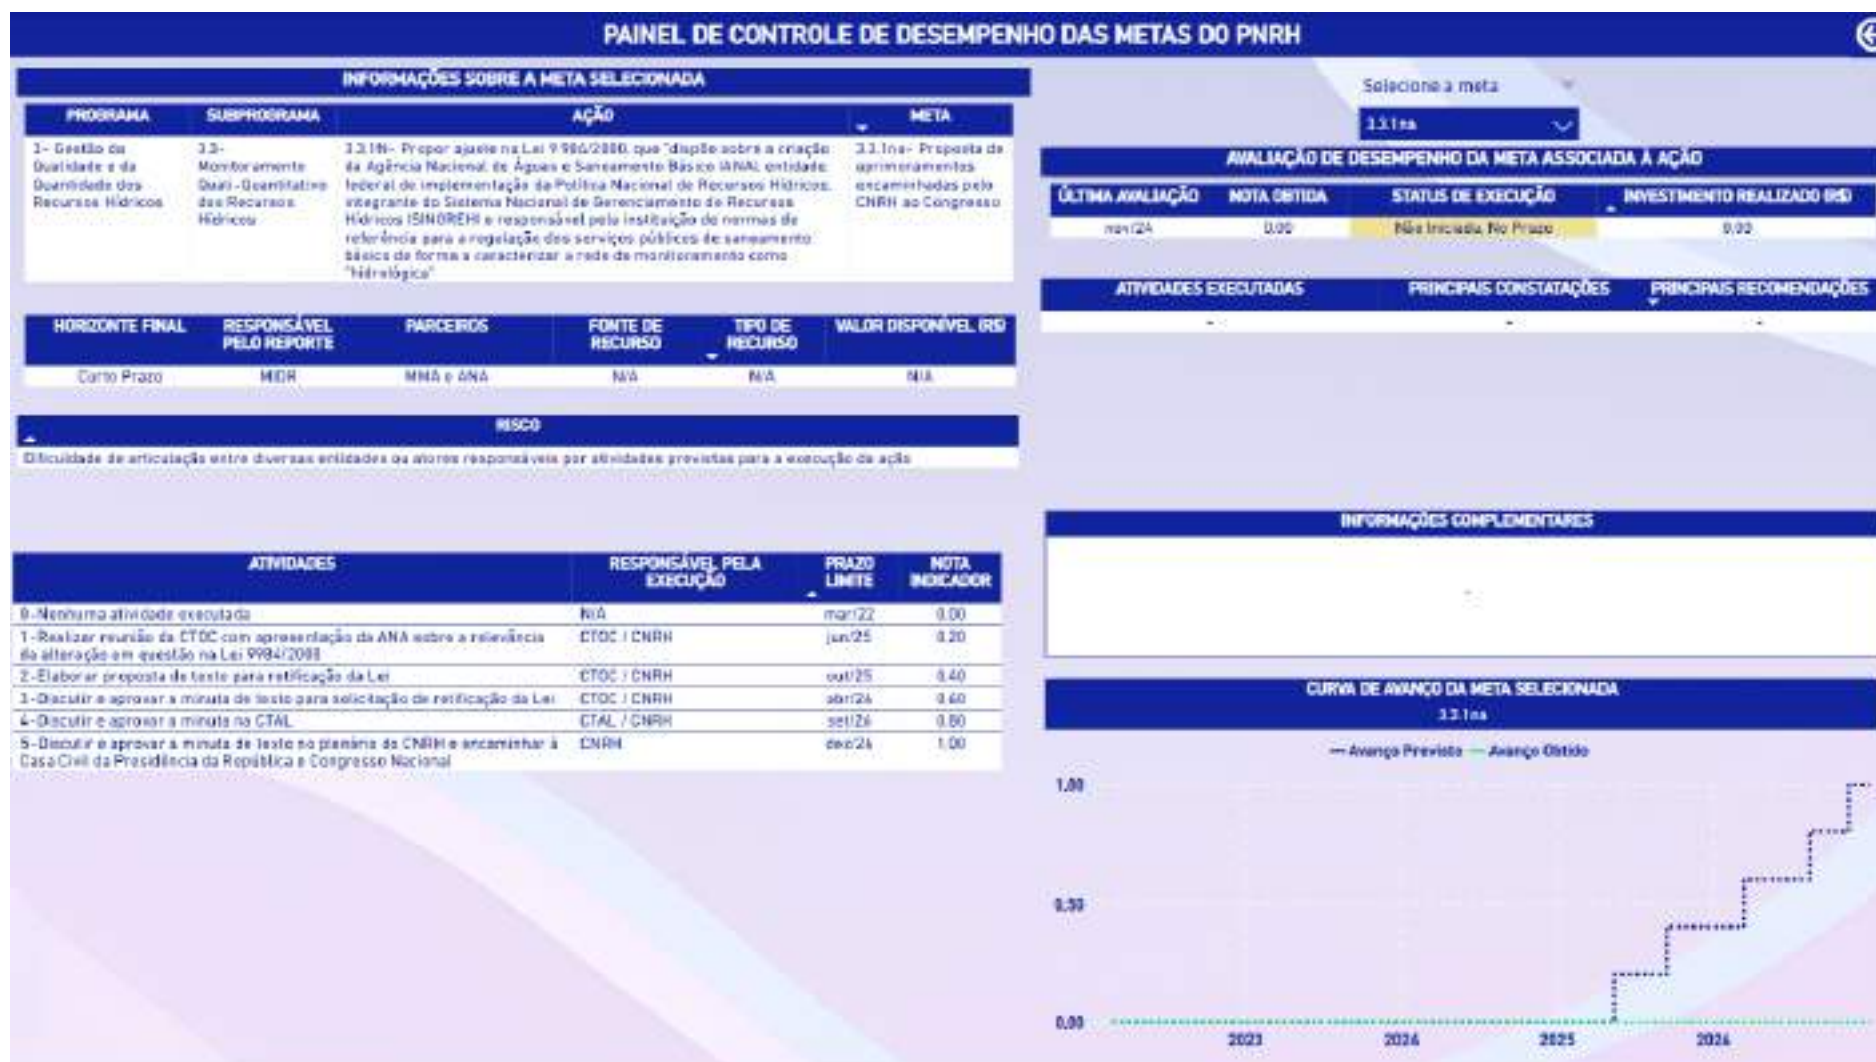 PAINEL DE CONTROLE DE DESEMPENHO DAS METAS DO PNRH
INFORMAÇÕES SOBRE A META SELECIONADA
PROGRAMA SUBPROGRAMA AÇÃO META
3- Gestão da
Qualidade e da
Quantidade dos
Recursos Hídricos
3.3-
Monitoramento
Quali-Quantitativo
dos Recursos
Hídricos
3.3.1N- Propor ajuste na Lei que "dispõe sobre a criação
da Agência Nacional de Águas e Saneamento Básico (ANA), entidade
federal de implementação da Política Nacional de Recursos Hídricos,
integrante do Sistema Nacional de Gerenciamento de Recursos
Hídricos (SINGREH) e responsável pela instituição de normas de
referência para a regulação dos serviços públicos de saneamento
básico de forma a caracterizar a rede de monitoramento como
"hidrológica"
3.3.1na- Proposta de
aprimoramentos
encaminhadas pelo
CNRH ao Congresso
HORIZONTE FINAL RESPONSÁVEL PELO REPORTE PARCEIROS FONTE DE RECURSO TIPO DE RECURSO VALOR DISPONÍVEL (R$)
Curto Prazo MIDR MMA e ANA N/A N/A N/A
RISCO
Dificuldade de articulação entre diversas entidades ou atores responsáveis por atividades previstas para a execução da ação
ATIVIDADES RESPONSÁVEL PELA EXECUÇÃO PRAZO LIMITE NOTA INDICADOR
0-Nenhuma atividade executada N/A mar/22 0.00
1-Realizar reunião da CTOC com apresentação da ANA sobre a relevância CTOC / CNRH jun/25 0.20
da alteração em questão na Lei 9984/2000
2-Elaborar proposta de texto para retificação da Lei CTOC / CNRH out/25 0.40
3-Discutir e aprovar a minuta de texto para solicitação de retificação da Lei CTOC / CNRH abr/26 0.60
4-Discutir e aprovar a minuta na CTAL CTAL / CNRH set/26 0.80
5-Discutir e aprovar a minuta de texto no plenário do CNRH e encaminhar à CNRH dez/26 1.00
Casa Civil da Presidência da República e Congresso Nacional
Selecione a meta
3.3.1na
AVALIAÇÃO DE DESEMPENHO DA META ASSOCIADA À AÇÃO
ÚLTIMA AVALIAÇÃO NOTA OBTIDA STATUS DE EXECUÇÃO INVESTIMENTO REALIZADO (R$)
nov/24 0.00 Não Iniciada, No Prazo 0.00
ATIVIDADES EXECUTADAS PRINCIPAIS CONSTATAÇÕES PRINCIPAIS RECOMENDAÇÕES
- - -
INFORMAÇÕES COMPLEMENTARES
-
CURVA DE AVANÇO DA META SELECIONADA
3.3.1na
Avanço Previsto Avanço Obtido
1.00
0.50
0.00
2023 2024 2025 2026